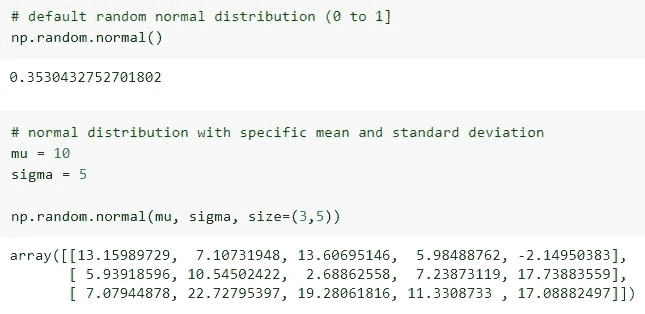 # default random normal distribution (0 to 1]
np.random.normal()
0.3530432752701802
# normal distribution with specific mean and standard deviation
mu = 10
sigma = 5
np.random.normal(mu, sigma, size=(3,5))
array([[13.15989729,  7.10731948, 13.60695146,  5.98488762, -2.14950383],
       [ 5.93918596, 10.54502422,  2.68862558,  7.23873119, 17.73883559],
       [ 7.07944878, 22.72795397, 19.28061816, 11.3308733 , 17.08882497]])